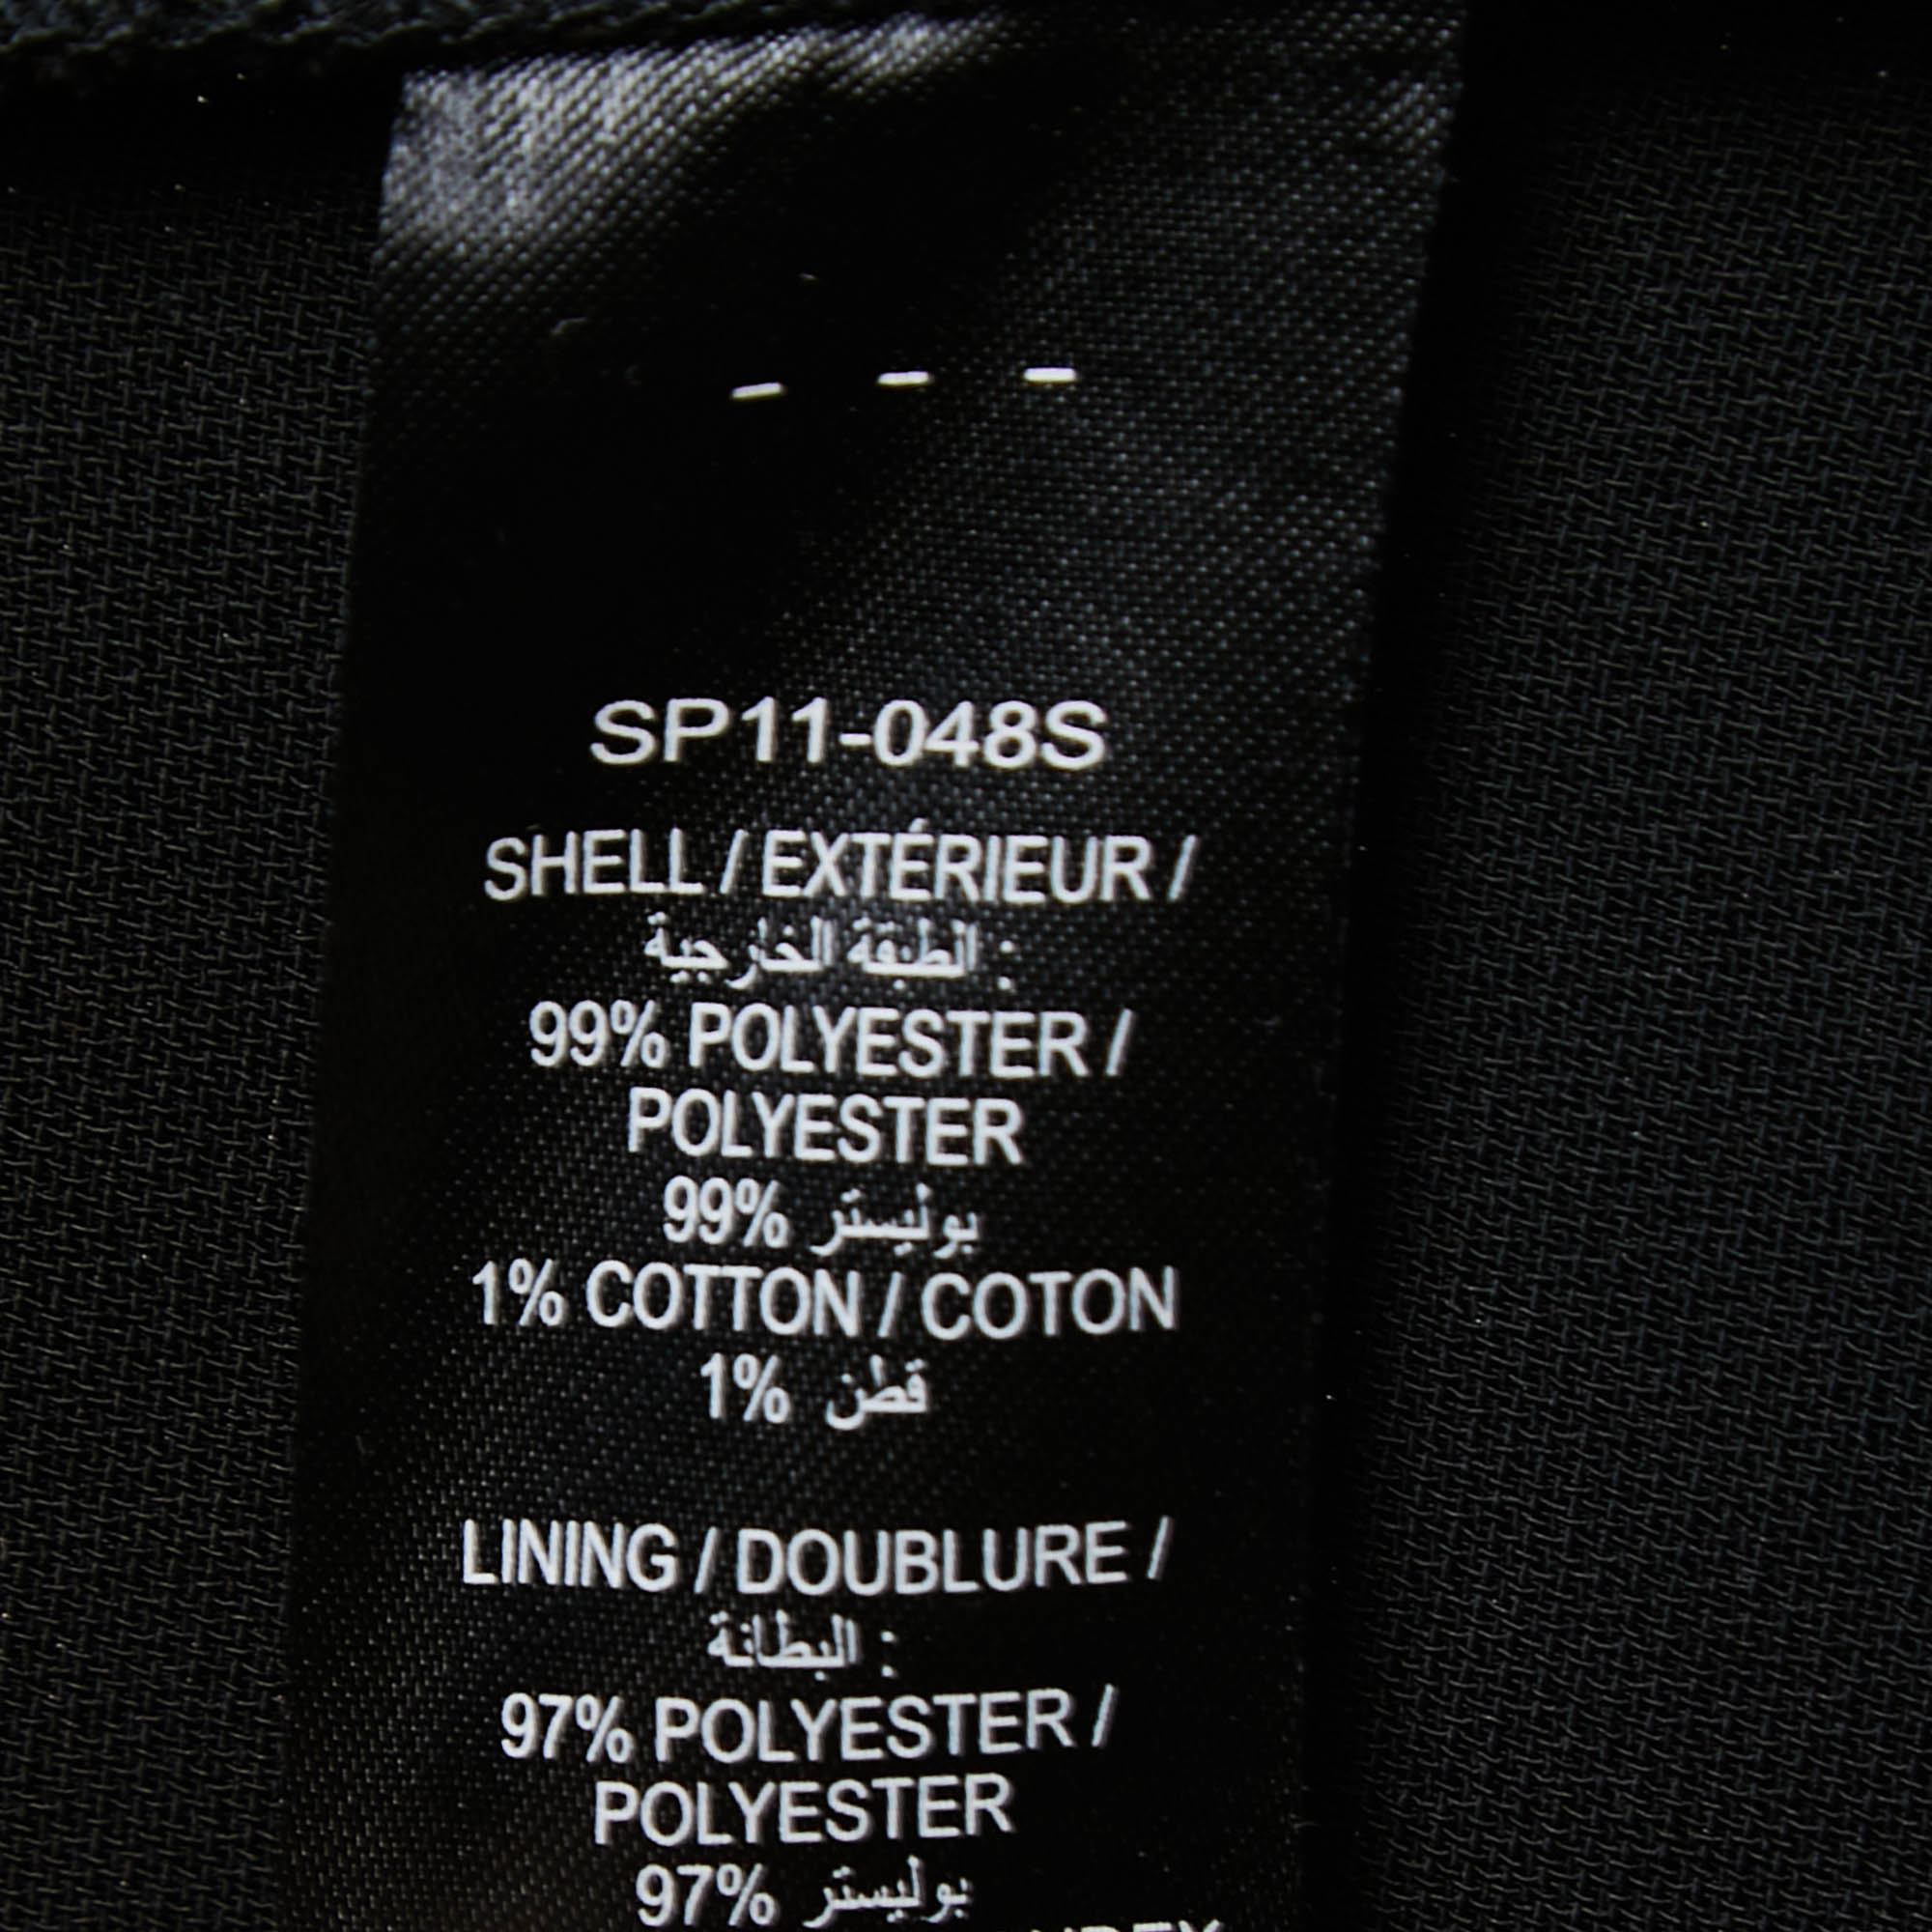 SP11-048S
SHELL / EXTÉRIEUR /
الطبقة الخارجية :
99% POLYESTER /
POLYESTER
99% بوليستر
1% COTTON / COTON
1% قطن
LINING / DOUBLURE /
البطانة :
97% POLYESTER /
POLYESTER
97% بوليستر